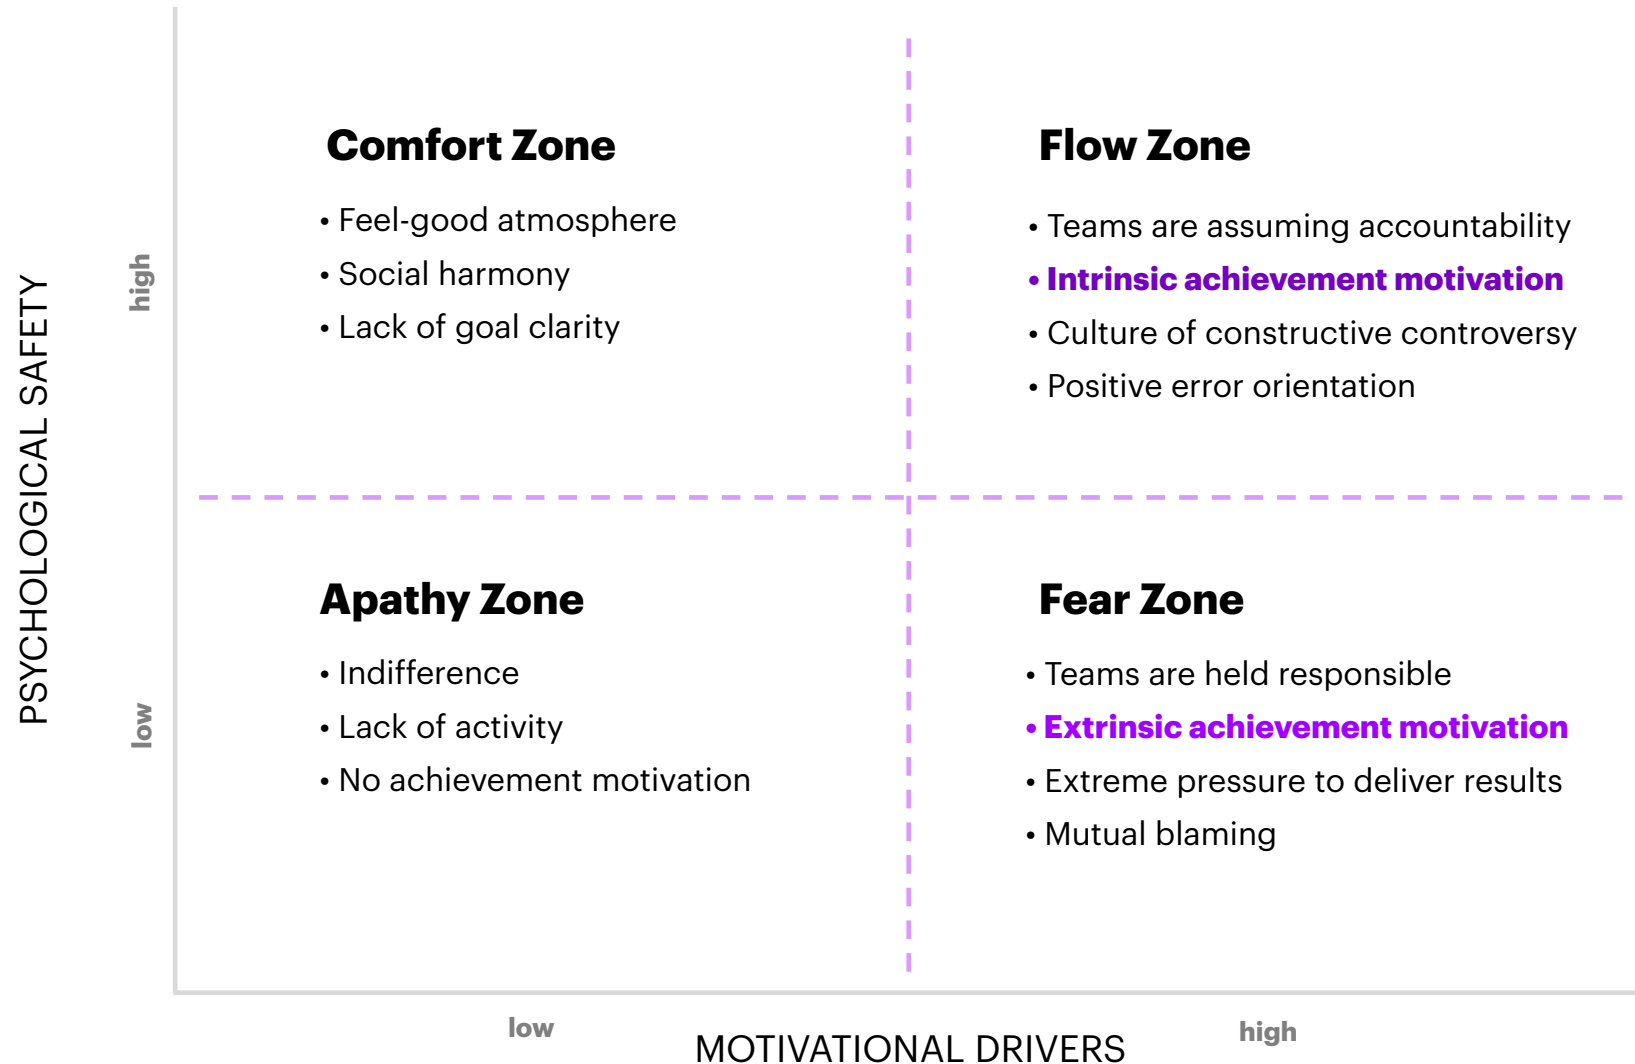 PSYCHOLOGICAL SAFETY
high
low
Comfort Zone
• Feel-good atmosphere
• Social harmony
• Lack of goal clarity
Flow Zone
• Teams are assuming accountability
• Intrinsic achievement motivation
• Culture of constructive controversy
• Positive error orientation
Apathy Zone
• Indifference
• Lack of activity
• No achievement motivation
Fear Zone
• Teams are held responsible
• Extrinsic achievement motivation
• Extreme pressure to deliver results
• Mutual blaming
low
high
MOTIVATIONAL DRIVERS